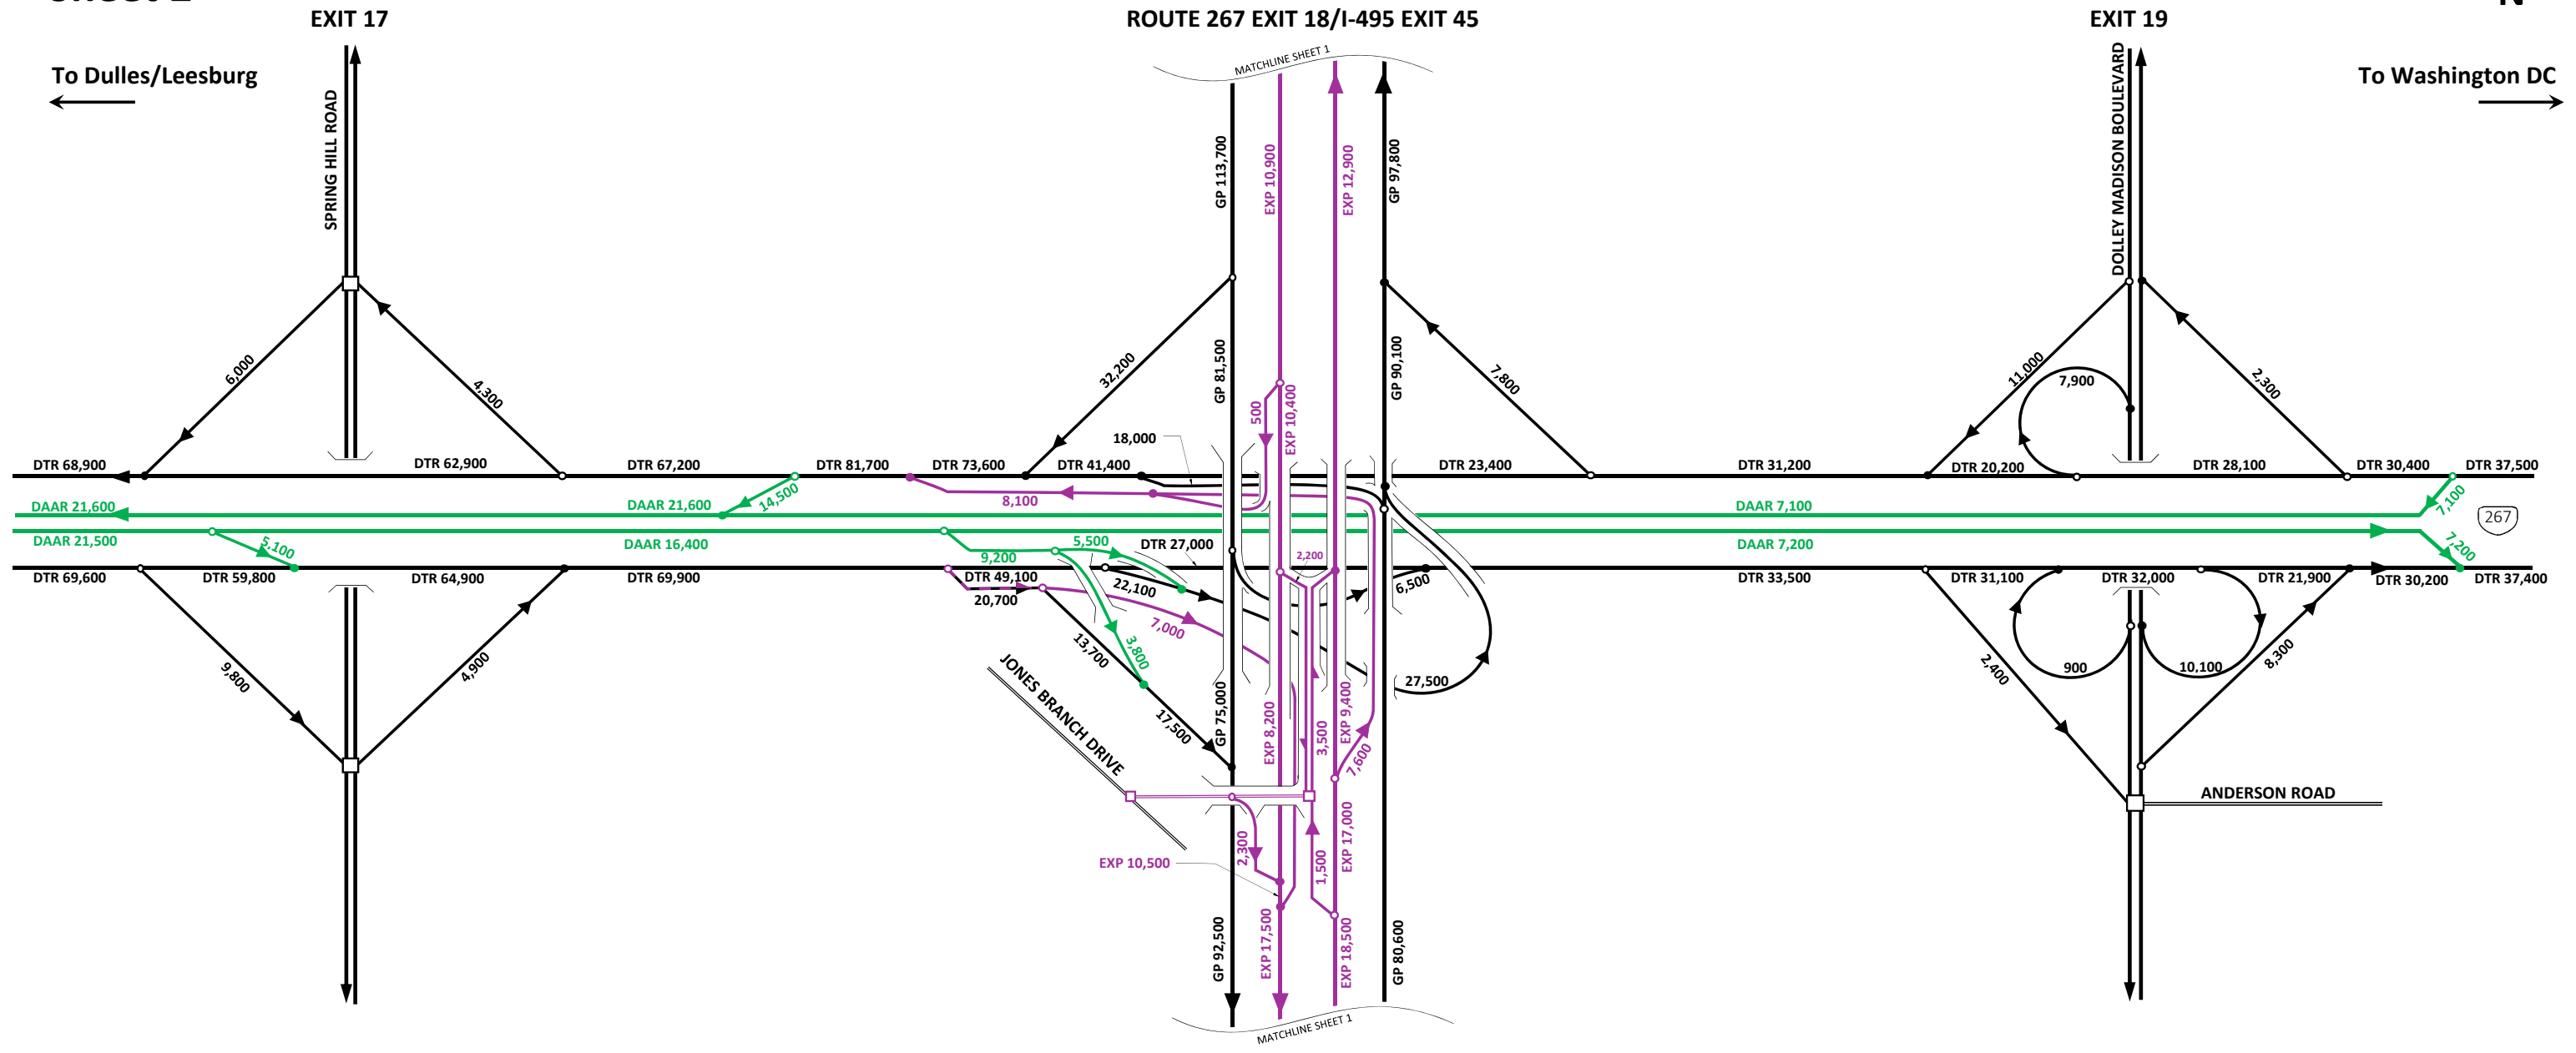 EXIT 17
ROUTE 267 EXIT 18/I-495 EXIT 45
EXIT 19
To Dulles/Leesburg
To Washington DC
MATCHLINE SHEET 1
SPRING HILL ROAD
DOLLEY MADISON BOULEVARD
GP 113,700
EXP 10,900
EXP 12,900
GP 97,800
6,000
4,300
32,200
GP 81,500
500
EXP 10,400
GP 90,100
7,800
11,000
7,900
2,300
18,000
DTR 68,900
DTR 62,900
DTR 67,200
DTR 81,700
DTR 73,600
DTR 41,400
DTR 23,400
DTR 31,200
DTR 20,200
DTR 28,100
DTR 30,400
DTR 37,500
14,500
8,100
7,100
DAAR 21,600
DAAR 21,600
DAAR 7,100
267
DAAR 21,500
5,100
DAAR 16,400
9,200
5,500
DTR 27,000
2,200
DAAR 7,200
7,200
DTR 69,600
DTR 59,800
DTR 64,900
DTR 69,900
DTR 49,100
20,700
22,100
6,500
DTR 33,500
DTR 31,100
DTR 32,000
DTR 21,900
DTR 30,200
DTR 37,400
7,000
13,700
3,800
9,800
4,900
27,500
2,400
900
10,100
8,300
JONES BRANCH DRIVE
17,500
GP 75,000
EXP 8,200
3,500
EXP 9,400
7,600
ANDERSON ROAD
EXP 10,500
2,300
1,500
EXP 17,000
GP 92,500
EXP 17,500
EXP 18,500
GP 80,600
MATCHLINE SHEET 1